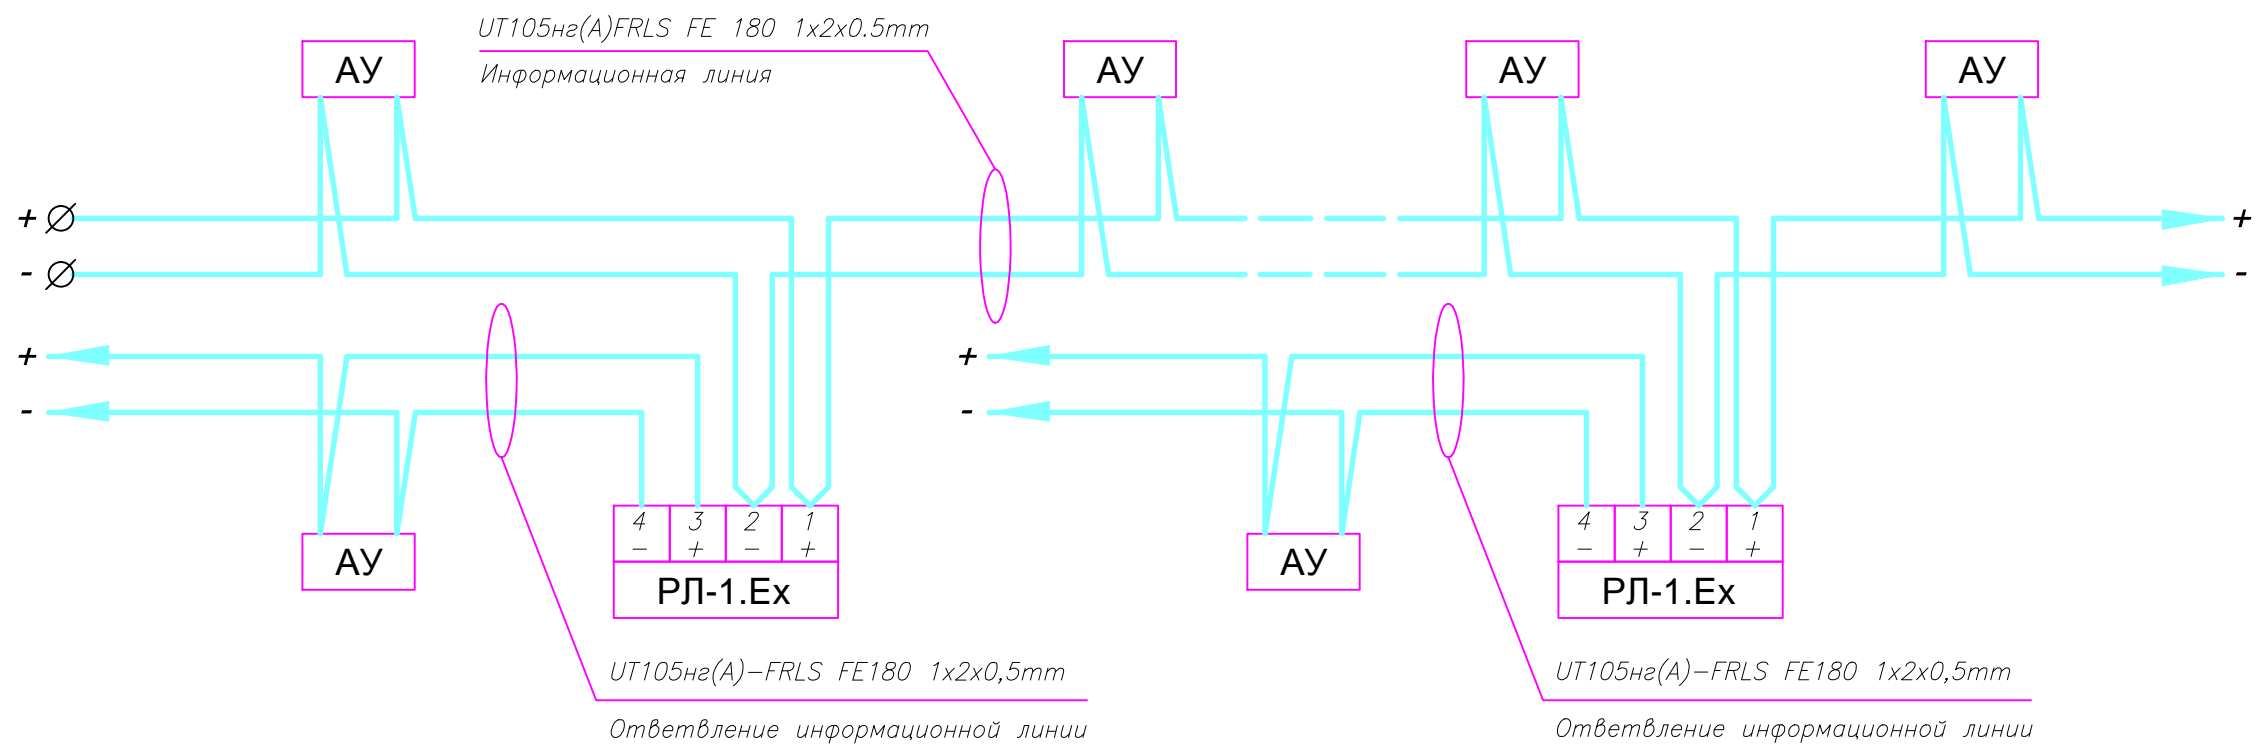 UT105нг(А)FRLS FE 180 1x2x0.5mm
Информационная линия
АУ
АУ
АУ
АУ
+
+
-
-
+
+
-
-
4 3 2 1
- + - +
РЛ-1.Ex
АУ
4 3 2 1
- + - +
РЛ-1.Ex
АУ
UT105нг(А)-FRLS FE180 1x2x0,5mm
Ответвление информационной линии
UT105нг(А)-FRLS FE180 1x2x0,5mm
Ответвление информационной линии